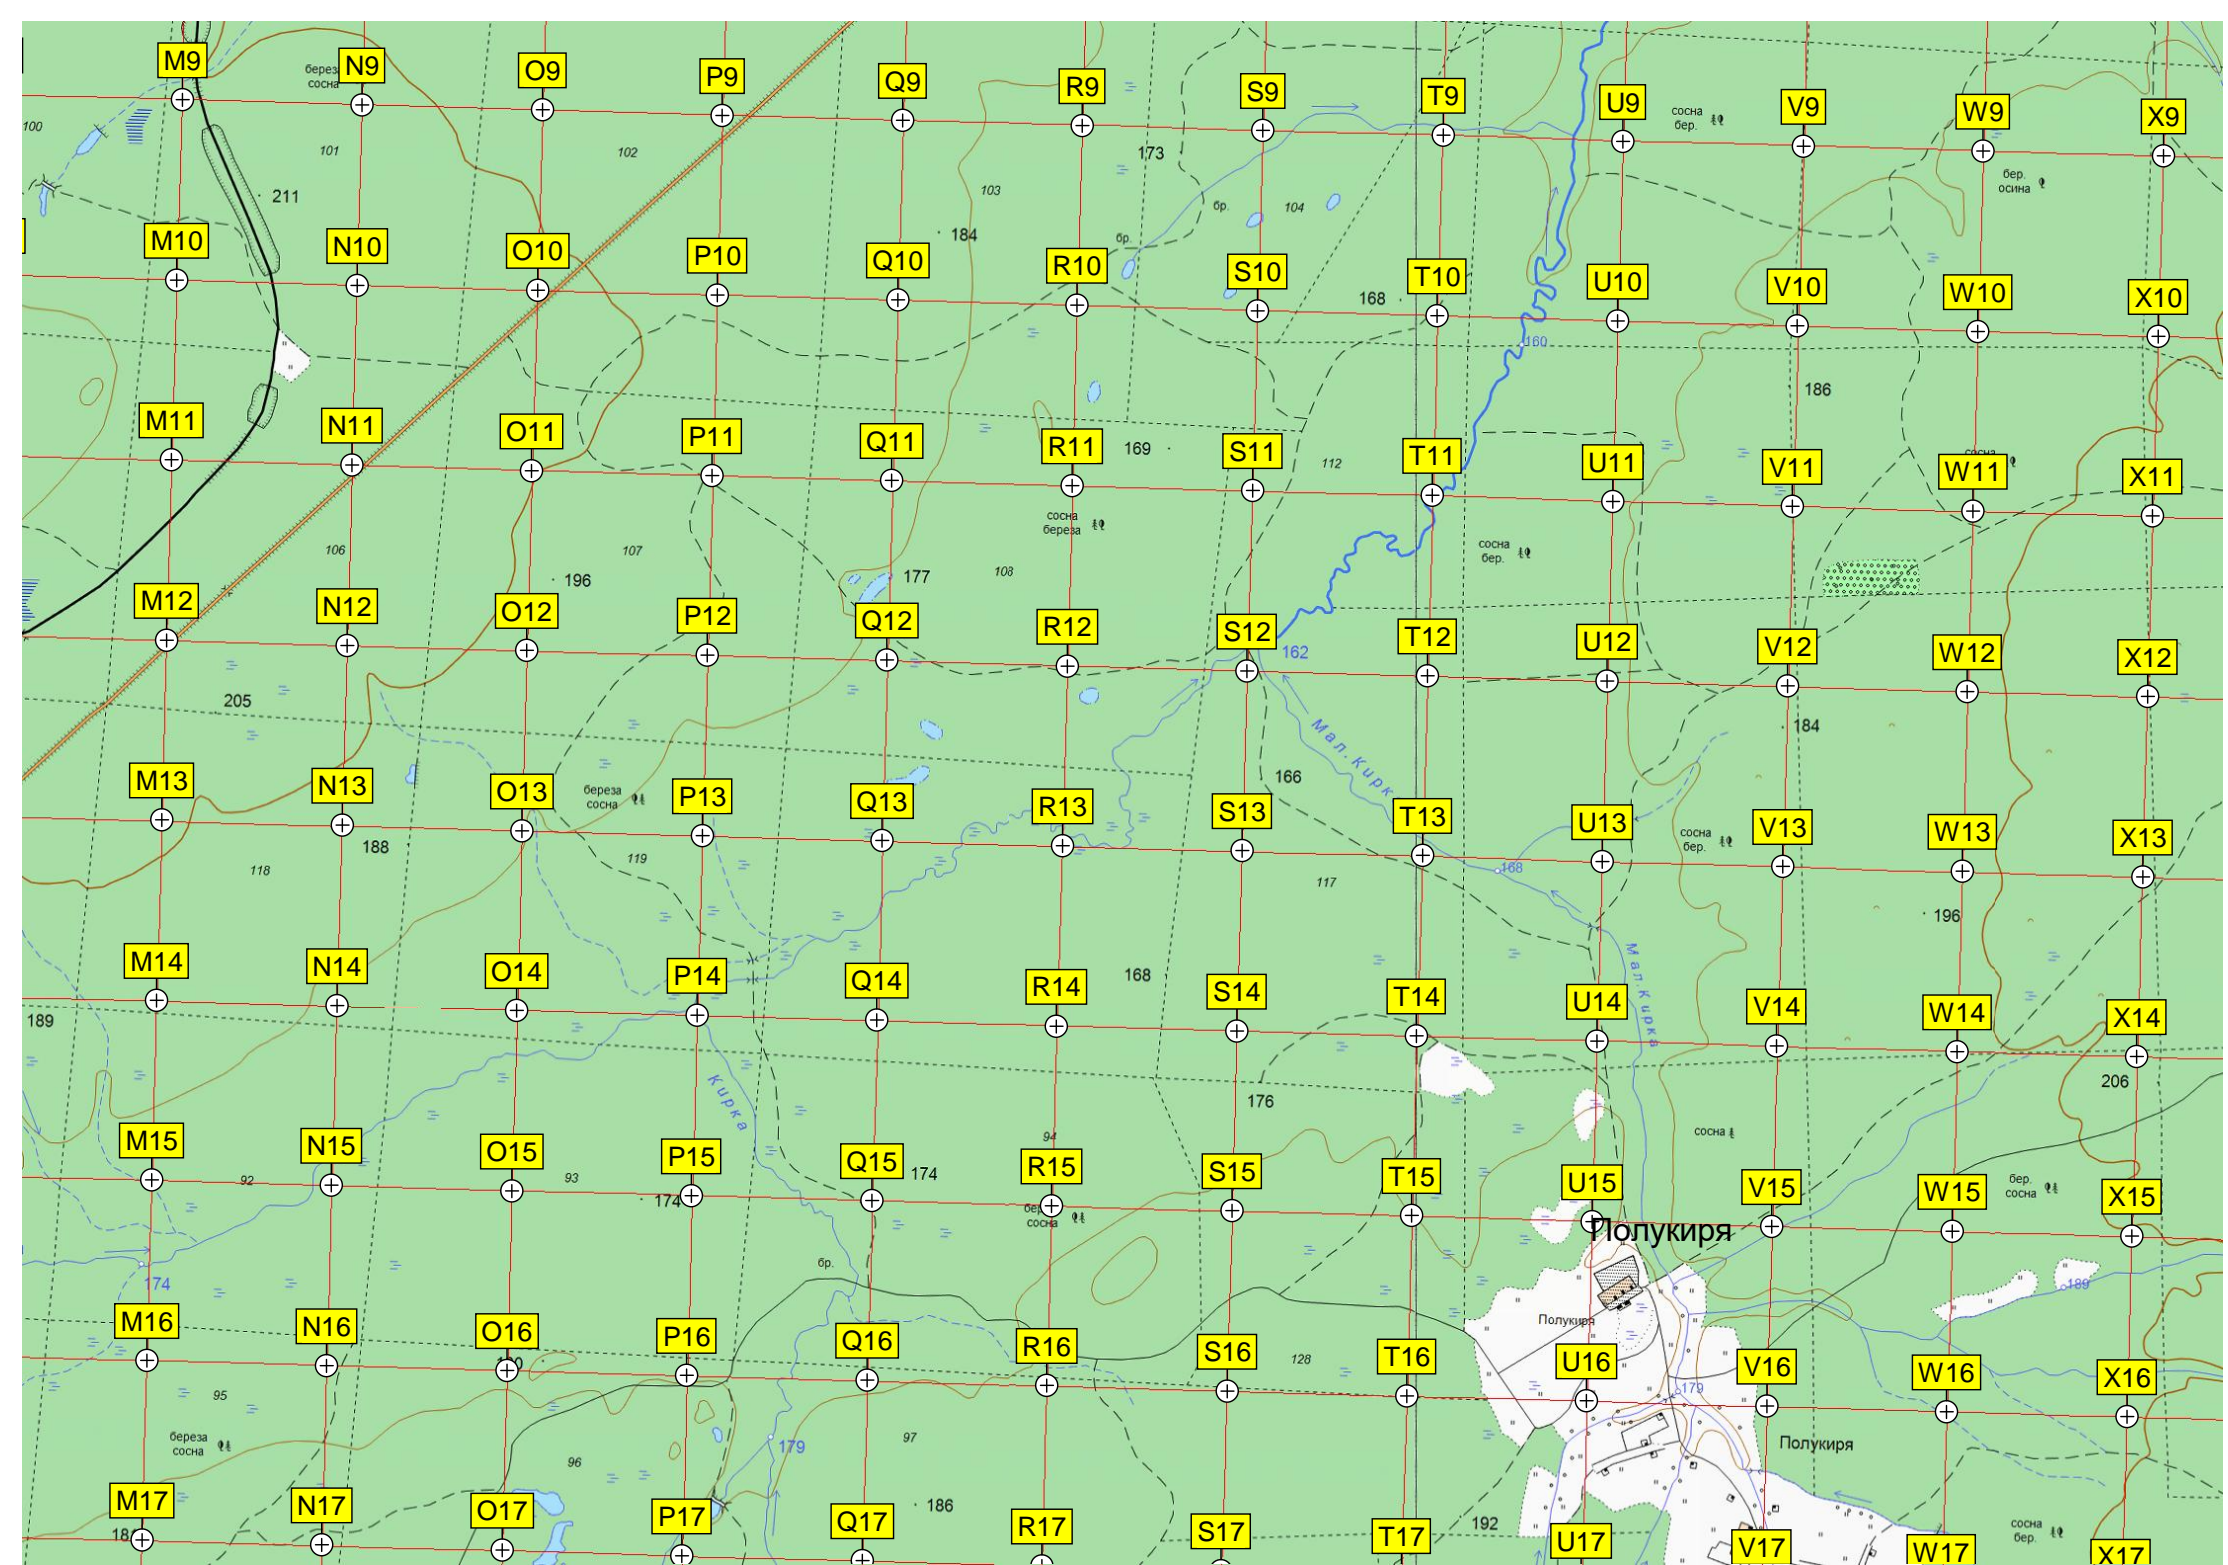 M9
N9
O9
P9
Q9
R9
S9
T9
U9
V9
W9
X9
береза
сосна
сосна
бер.
100
101
102
173
103
211
бр.
104
бер.
осина
184
бр.
M10
N10
O10
P10
Q10
R10
S10
T10
U10
V10
W10
X10
168
160
186
M11
N11
O11
P11
Q11
R11
S11
T11
U11
V11
W11
X11
169
112
сосна
сосна
береза
сосна
бер.
106
107
196
177
108
M12
N12
O12
P12
Q12
R12
S12
T12
U12
V12
W12
X12
162
205
184
Мал.Кирк
166
M13
N13
O13
P13
Q13
R13
S13
T13
U13
V13
W13
X13
береза
сосна
сосна
бер.
188
119
118
117
168
196
M14
N14
O14
P14
Q14
R14
S14
T14
U14
V14
W14
X14
168
Мал.Кирка
189
206
Кирка
176
94
сосна
M15
N15
O15
P15
Q15
R15
S15
T15
U15
V15
W15
X15
92
93
174
174
бер.
сосна
сосна
Полукиря
бр.
174
189
Полукиря
M16
N16
O16
P16
Q16
R16
S16
T16
U16
V16
W16
X16
128
95
179
береза
сосна
97
179
Полукиря
96
M17
N17
O17
P17
Q17
R17
S17
T17
U17
V17
W17
X17
186
192
сосна
бер.